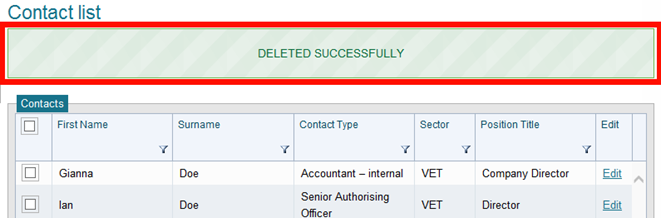 Contact list
DELETED SUCCESSFULLY
Contacts
First Name Surname Contact Type Sector Position Title Edit
Gianna Doe Accountant – internal VET Company Director Edit
Ian Doe Senior Authorising Officer VET Director Edit